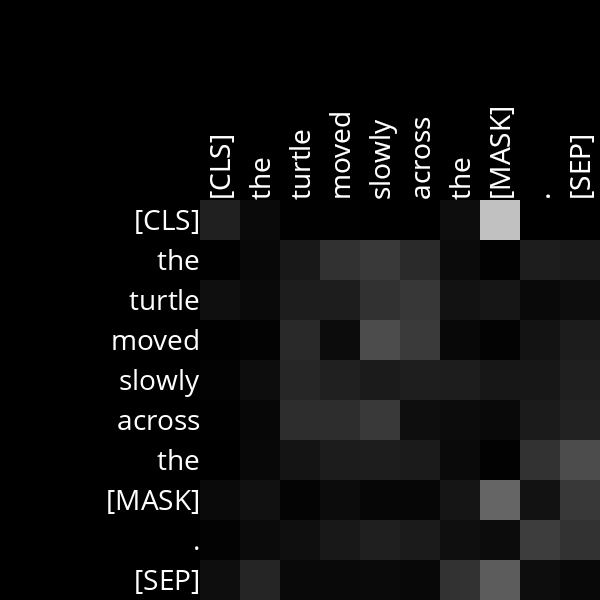 [CLS] the turtle moved slowly across the [MASK] . [SEP]
[CLS]
the
turtle
moved
slowly
across
the
[MASK]
.
[SEP]